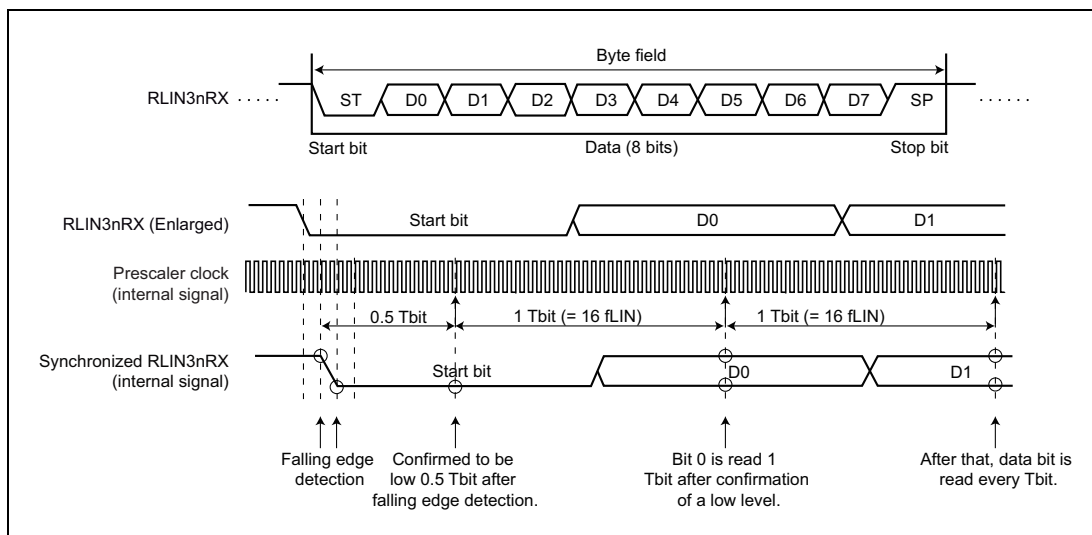 Byte field
RLIN3nRX
ST D0 D1 D2 D3 D4 D5 D6 D7 SP
Start bit Data (8 bits) Stop bit
RLIN3nRX (Enlarged)
Start bit D0 D1
Prescaler clock
(internal signal)
0.5 Tbit 1 Tbit (= 16 fLIN) 1 Tbit (= 16 fLIN)
Synchronized RLIN3nRX
(internal signal)
Start bit D0 D1
Falling edge
detection
Confirmed to be
low 0.5 Tbit after
falling edge detection.
Bit 0 is read 1
Tbit after confirmation
of a low level.
After that, data bit is
read every Tbit.